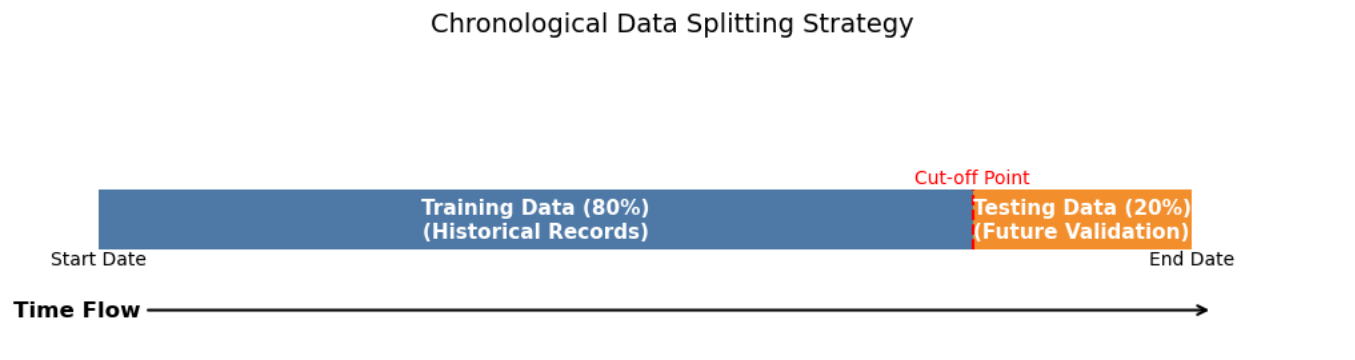 Chronological Data Splitting Strategy
Cut-off Point
Training Data (80%)
(Historical Records)
Testing Data (20%)
(Future Validation)
Start Date
End Date
Time Flow